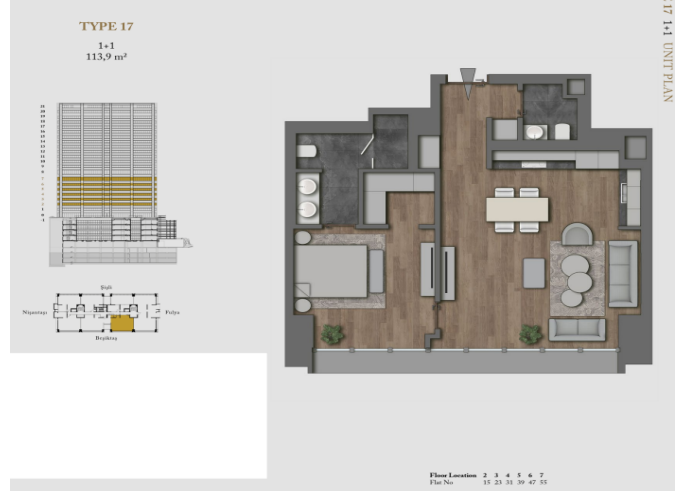 TYPE 17
1+1
113,9 m²
17 1+1 UNIT PLAN
Şişli
Nişantaşı
Fulya
Beşiktaş
Floor Location 2 3 4 5 6 7
Flat No 15 23 31 39 47 55